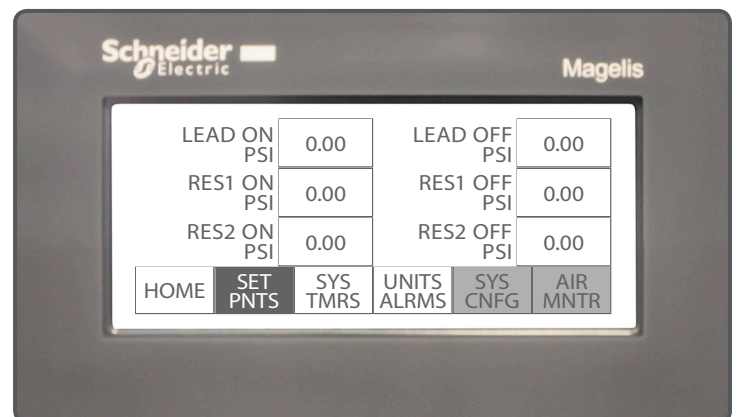 Schneider
Electric
Magelis
LEAD ON
PSI
0.00
LEAD OFF
PSI
0.00
RES1 ON
PSI
0.00
RES1 OFF
PSI
0.00
RES2 ON
PSI
0.00
RES2 OFF
PSI
0.00
HOME
SET
PNTS
SYS
TMRS
UNITS
ALRMS
SYS
CNFG
AIR
MNTR